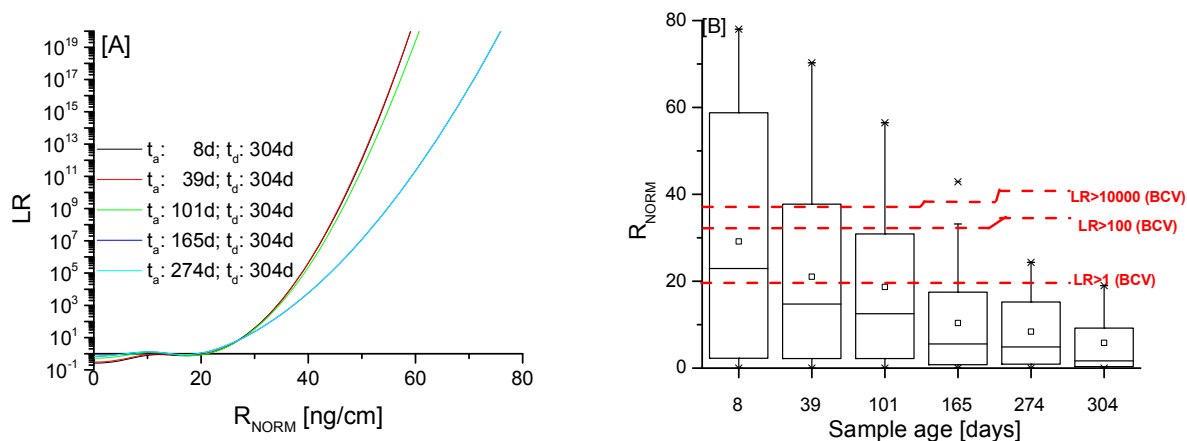 [A]
10^19
10^17
10^15
10^13
10^11
10^9
10^7
10^5
10^3
10^1
10^-1
LR
t_a: 8d; t_d: 304d
t_a: 39d; t_d: 304d
t_a: 101d; t_d: 304d
t_a: 165d; t_d: 304d
t_a: 274d; t_d: 304d
0 20 40 60 80
R_NORM [ng/cm]
[B]
80
60
40
20
0
R_NORM
LR>10000 (BCV)
LR>100 (BCV)
LR>1 (BCV)
8 39 101 165 274 304
Sample age [days]